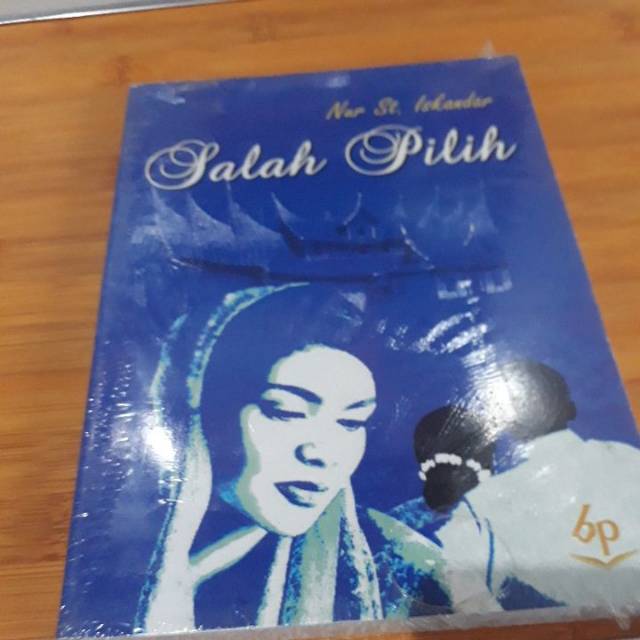 Nur St. Iskandar
Salah Pilih
bp